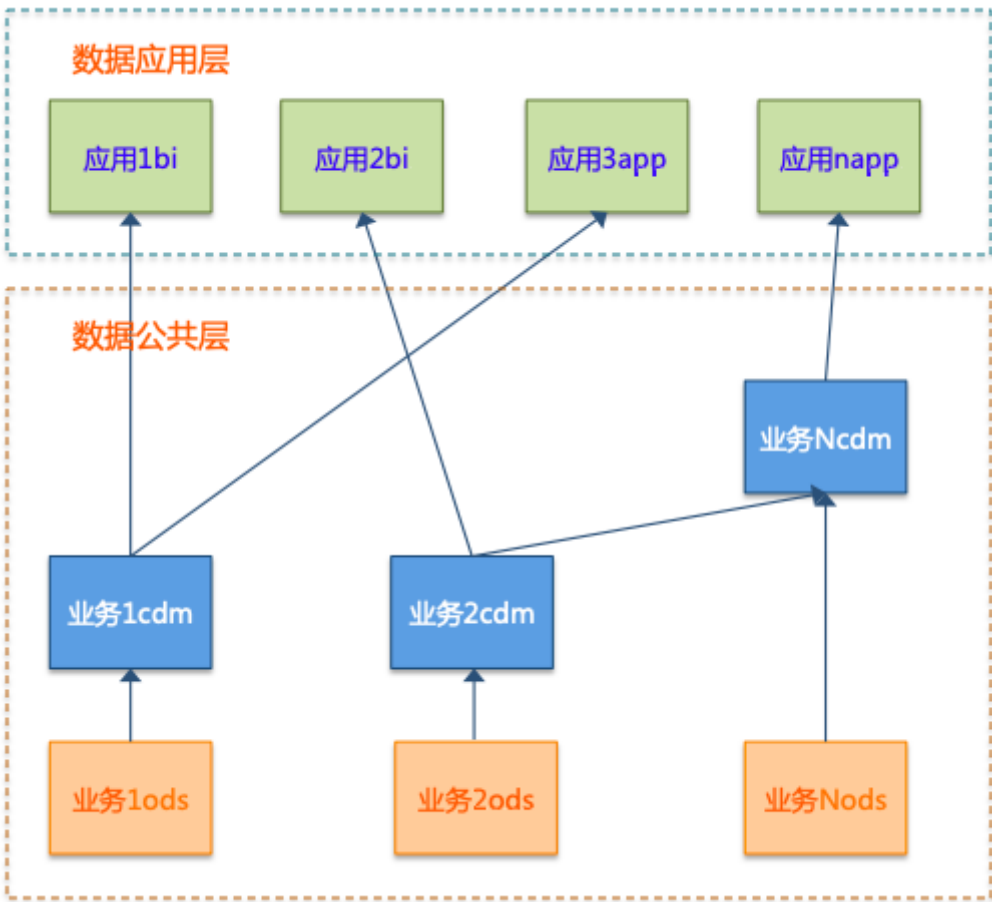 数据应用层
应用1bi
应用2bi
应用3app
应用napp
数据公共层
业务Ncdm
业务1cdm
业务2cdm
业务1ods
业务2ods
业务Nods